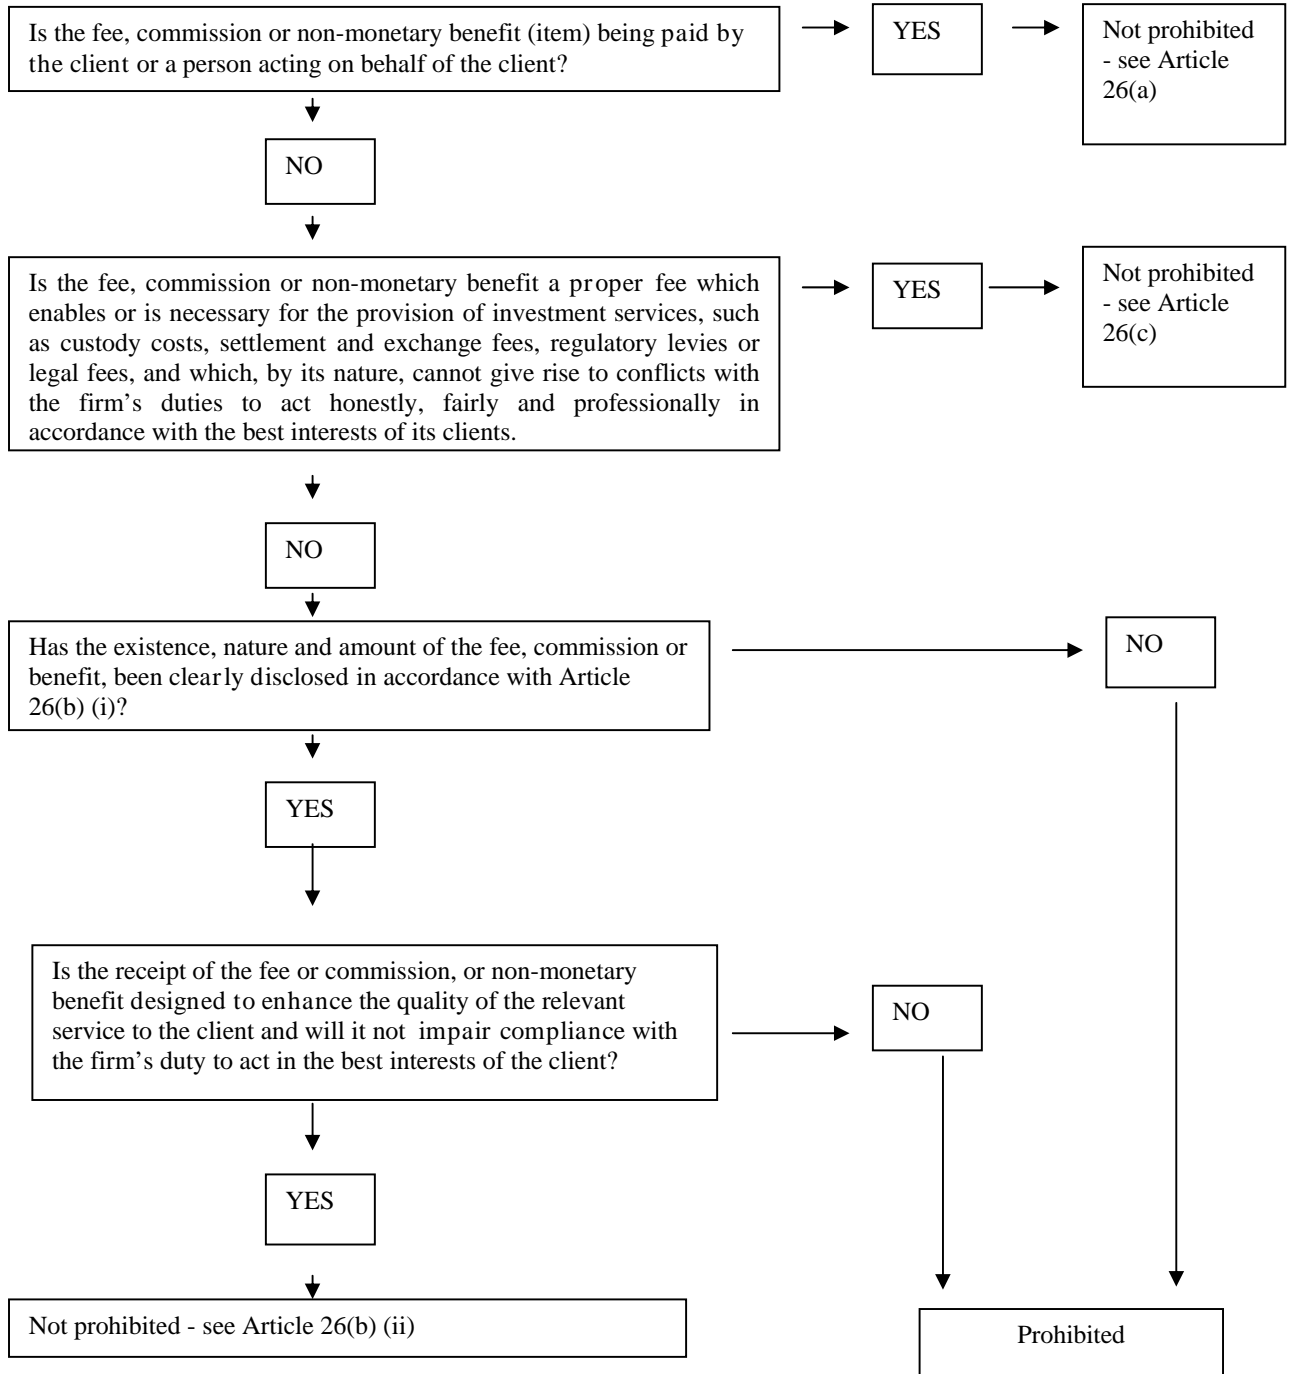 Is the fee, commission or non-monetary benefit (item) being paid by
the client or a person acting on behalf of the client?
YES
Not prohibited
- see Article
26(a)
NO
Is the fee, commission or non-monetary benefit a proper fee which
enables or is necessary for the provision of investment services, such
as custody costs, settlement and exchange fees, regulatory levies or
legal fees, and which, by its nature, cannot give rise to conflicts with
the firm's duties to act honestly, fairly and professionally in
accordance with the best interests of its clients.
YES
Not prohibited
- see Article
26(c)
NO
Has the existence, nature and amount of the fee, commission or
benefit, been clearly disclosed in accordance with Article
26(b) (i)?
NO
YES
Is the receipt of the fee or commission, or non-monetary
benefit designed to enhance the quality of the relevant
service to the client and will it not impair compliance with
the firm's duty to act in the best interests of the client?
NO
YES
Not prohibited - see Article 26(b) (ii)
Prohibited